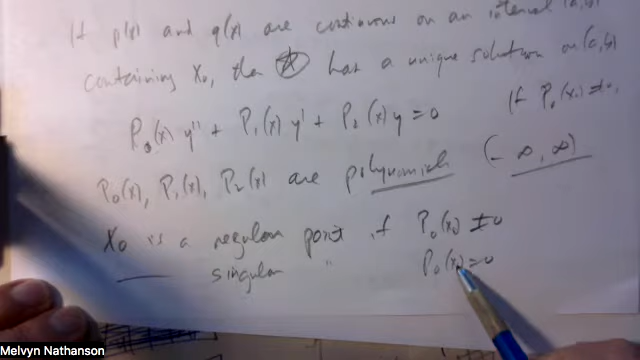 If p(x) and q(x) are continuous on an interval (a,b)
containing x₀, then ☆ has a unique solution on (a,b)
P₀(x) y'' + P₁(x) y' + P₂(x) y = 0 If P₀(x₀) ≠ 0,
P₀(x), P₁(x), P₂(x) are polynomials (-∞, ∞)
x₀ is a regular point if P₀(x₀) ≠ 0
singular " P₀(x₀) = 0
Melvyn Nathanson